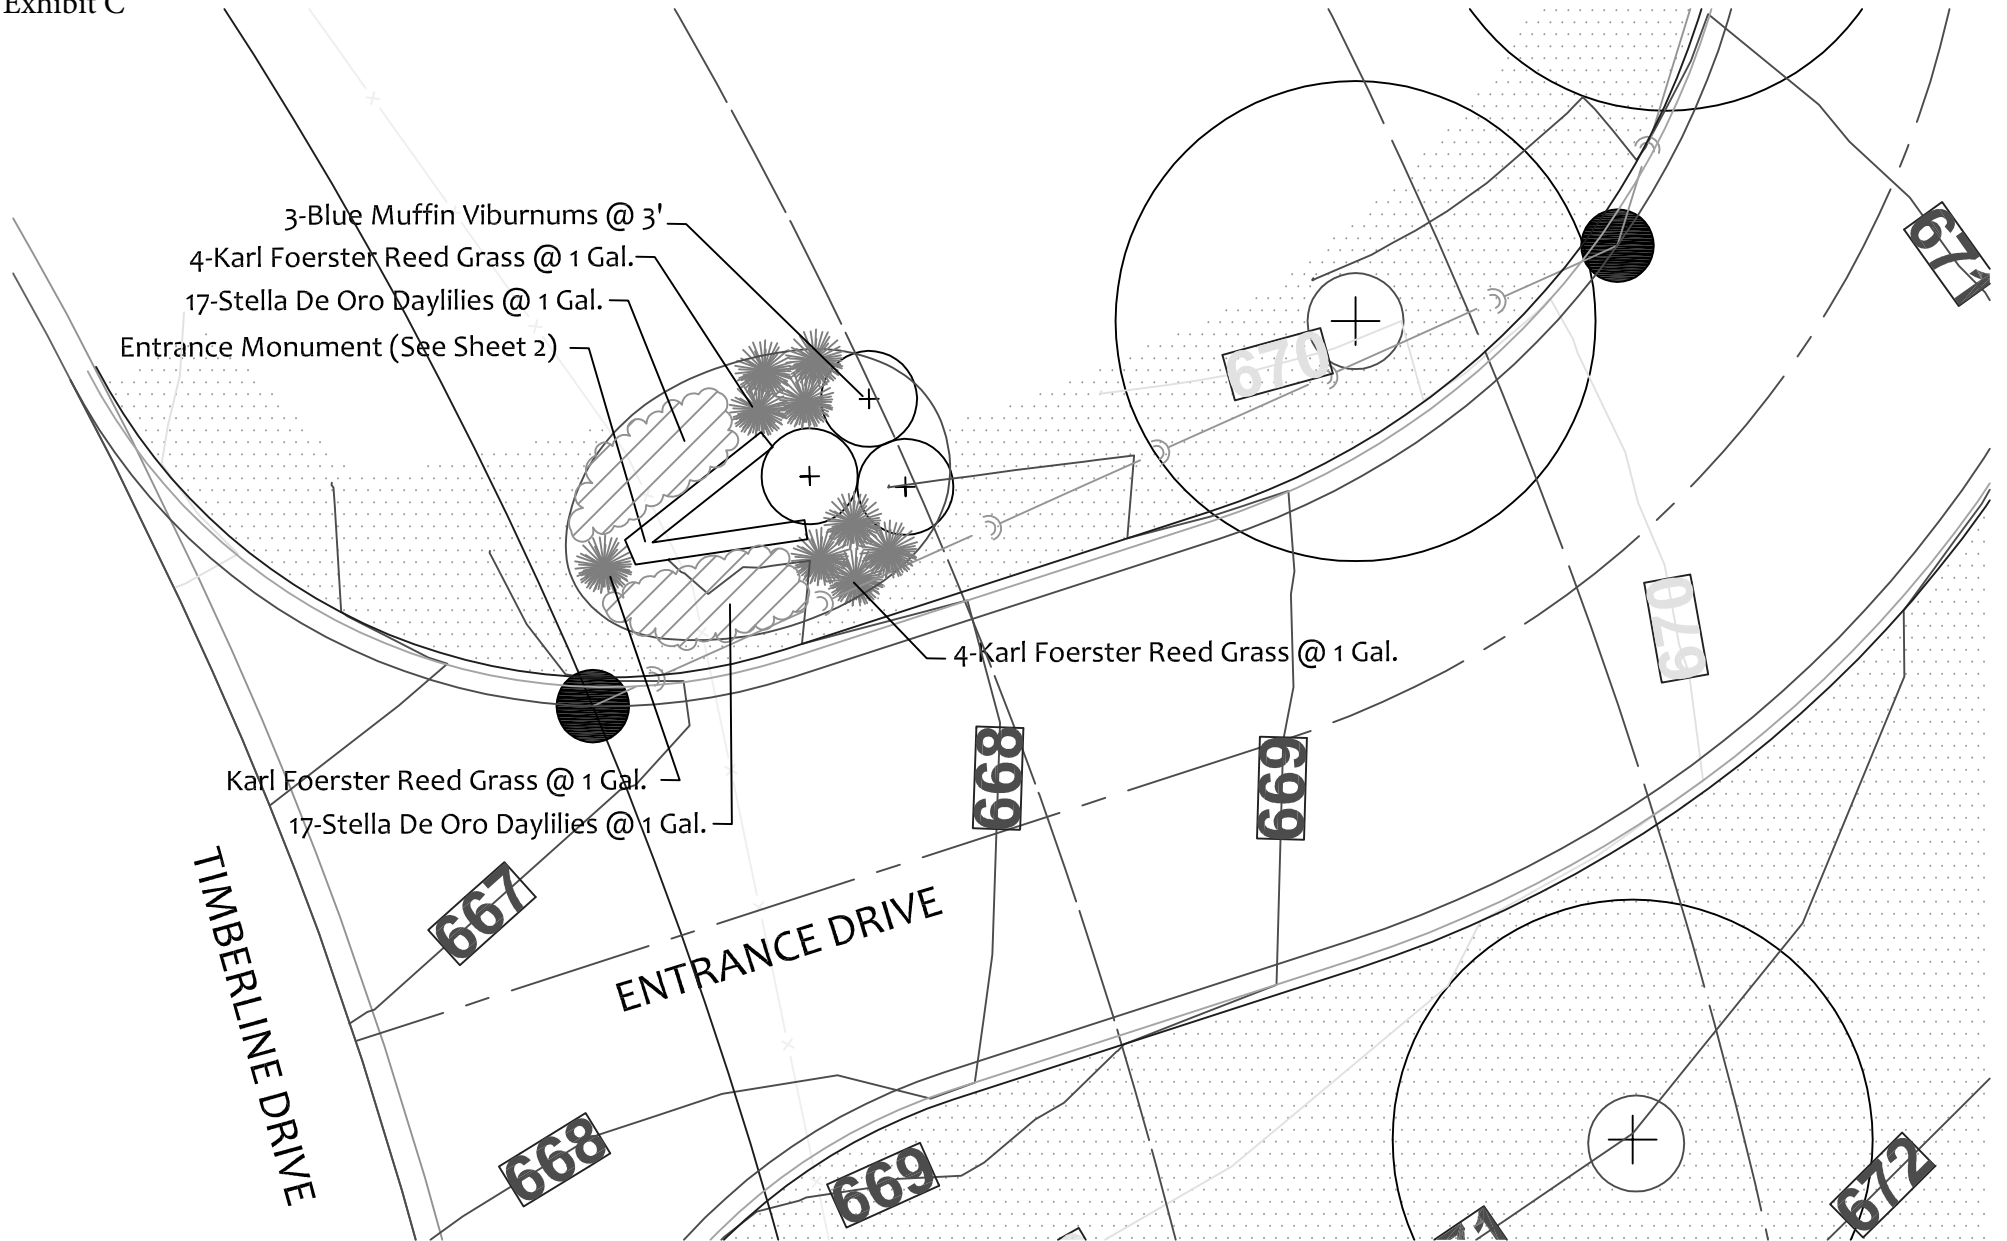 Exhibit C
3-Blue Muffin Viburnums @ 3'
4-Karl Foerster Reed Grass @ 1 Gal.
17-Stella De Oro Daylilies @ 1 Gal.
Entrance Monument (See Sheet 2)
670
671
670
4-Karl Foerster Reed Grass @ 1 Gal.
668
669
Karl Foerster Reed Grass @ 1 Gal.
17-Stella De Oro Daylilies @ 1 Gal.
667
TIMBERLINE DRIVE
ENTRANCE DRIVE
668
669
672